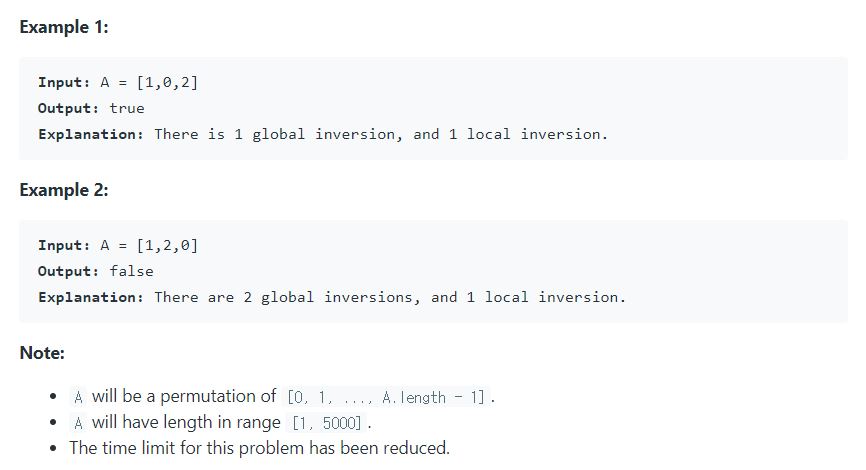 Example 1:
Input: A = [1,0,2]
Output: true
Explanation: There is 1 global inversion, and 1 local inversion.
Example 2:
Input: A = [1,2,0]
Output: false
Explanation: There are 2 global inversions, and 1 local inversion.
Note:
• A will be a permutation of [0, 1, ..., A.length - 1] .
• A will have length in range [1, 5000] .
• The time limit for this problem has been reduced.